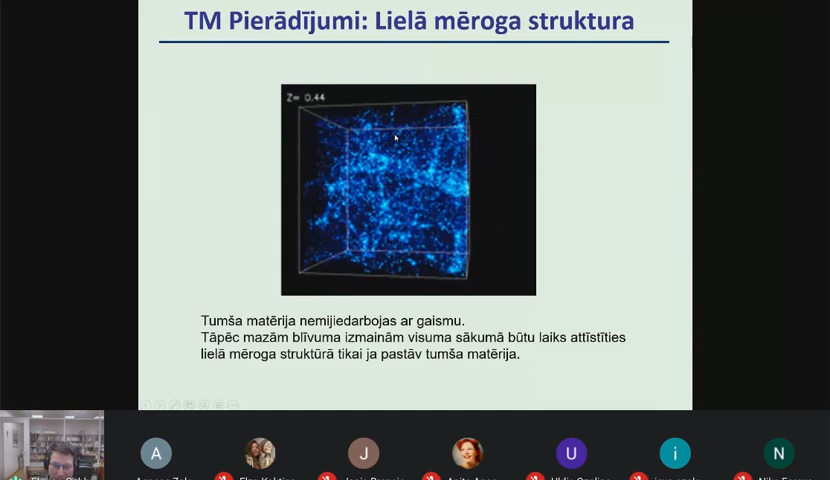 TM Pierādījumi: Lielā mēroga struktura
Z= 0.44
Tumša matērija nemijiedarbojas ar gaismu.
Tāpēc mazām blīvuma izmainām visuma sākumā būtu laiks attīstīties
lielā mēroga struktūrā tikai ja pastāv tumša matērija.
A
J
U
i
N